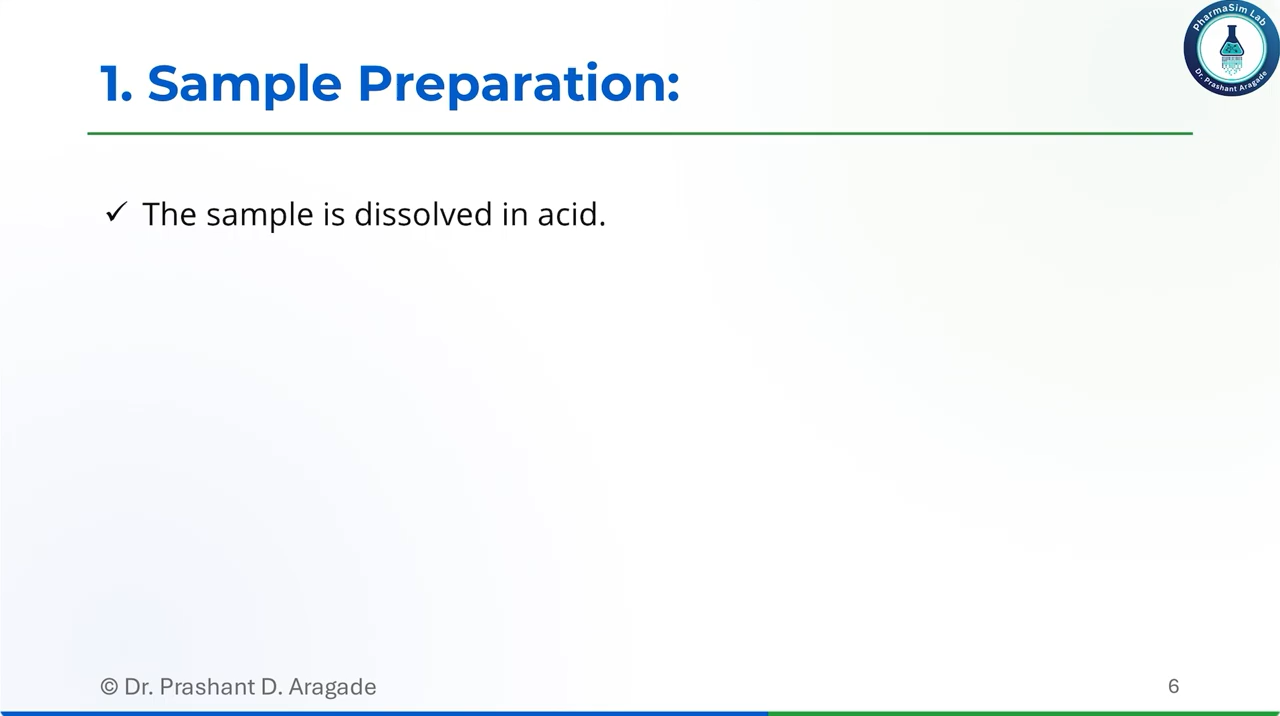 PharmaSim Lab
Dr. Prashant Aragade
1. Sample Preparation:
✓ The sample is dissolved in acid.
© Dr. Prashant D. Aragade
6